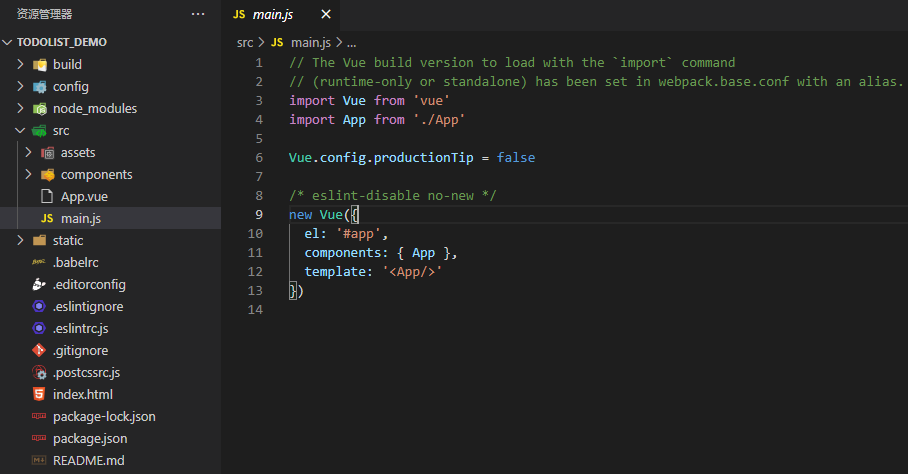 资源管理器
TODOLIST_DEMO
build
config
node_modules
src
assets
components
App.vue
JS main.js
static
.babelrc
.editorconfig
.eslintignore
.eslintrc.js
.gitignore
.postcssrc.js
index.html
package-lock.json
package.json
README.md
JS main.js ×
src > JS main.js > ...
1 // The Vue build version to load with the `import` command
2 // (runtime-only or standalone) has been set in webpack.base.conf with an alias.
3 import Vue from 'vue'
4 import App from './App'
5
6 Vue.config.productionTip = false
7
8 /* eslint-disable no-new */
9 new Vue({
10 el: '#app',
11 components: { App },
12 template: '<App/>'
13 })
14